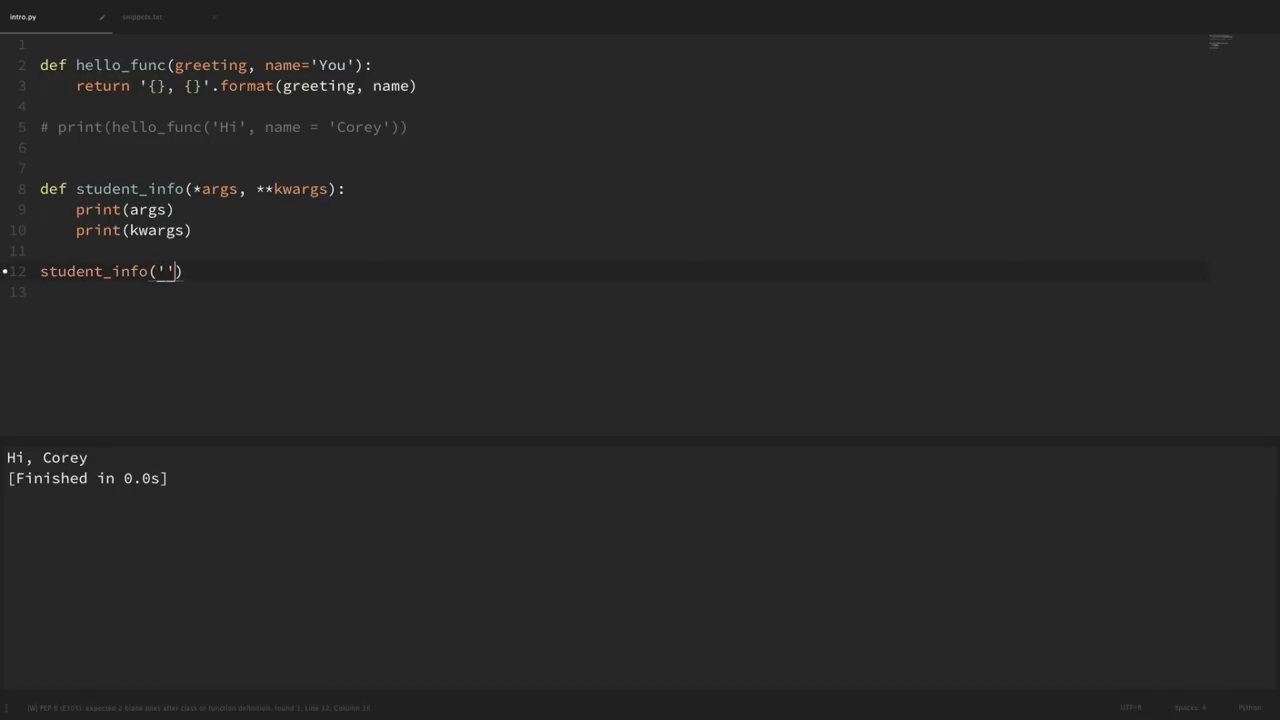 intro.py
snippets.txt
1
2 def hello_func(greeting, name='You'):
3     return '{}, {}'.format(greeting, name)
4
5 # print(hello_func('Hi', name = 'Corey'))
6
7
8 def student_info(*args, **kwargs):
9     print(args)
10     print(kwargs)
11
12 student_info('')
13
Hi, Corey
[Finished in 0.0s]
[W] PEP 8 (E305): expected 2 blank lines after class or function definition, found 1, Line 12, Column 16
UTF-8
Spaces: 4
Python